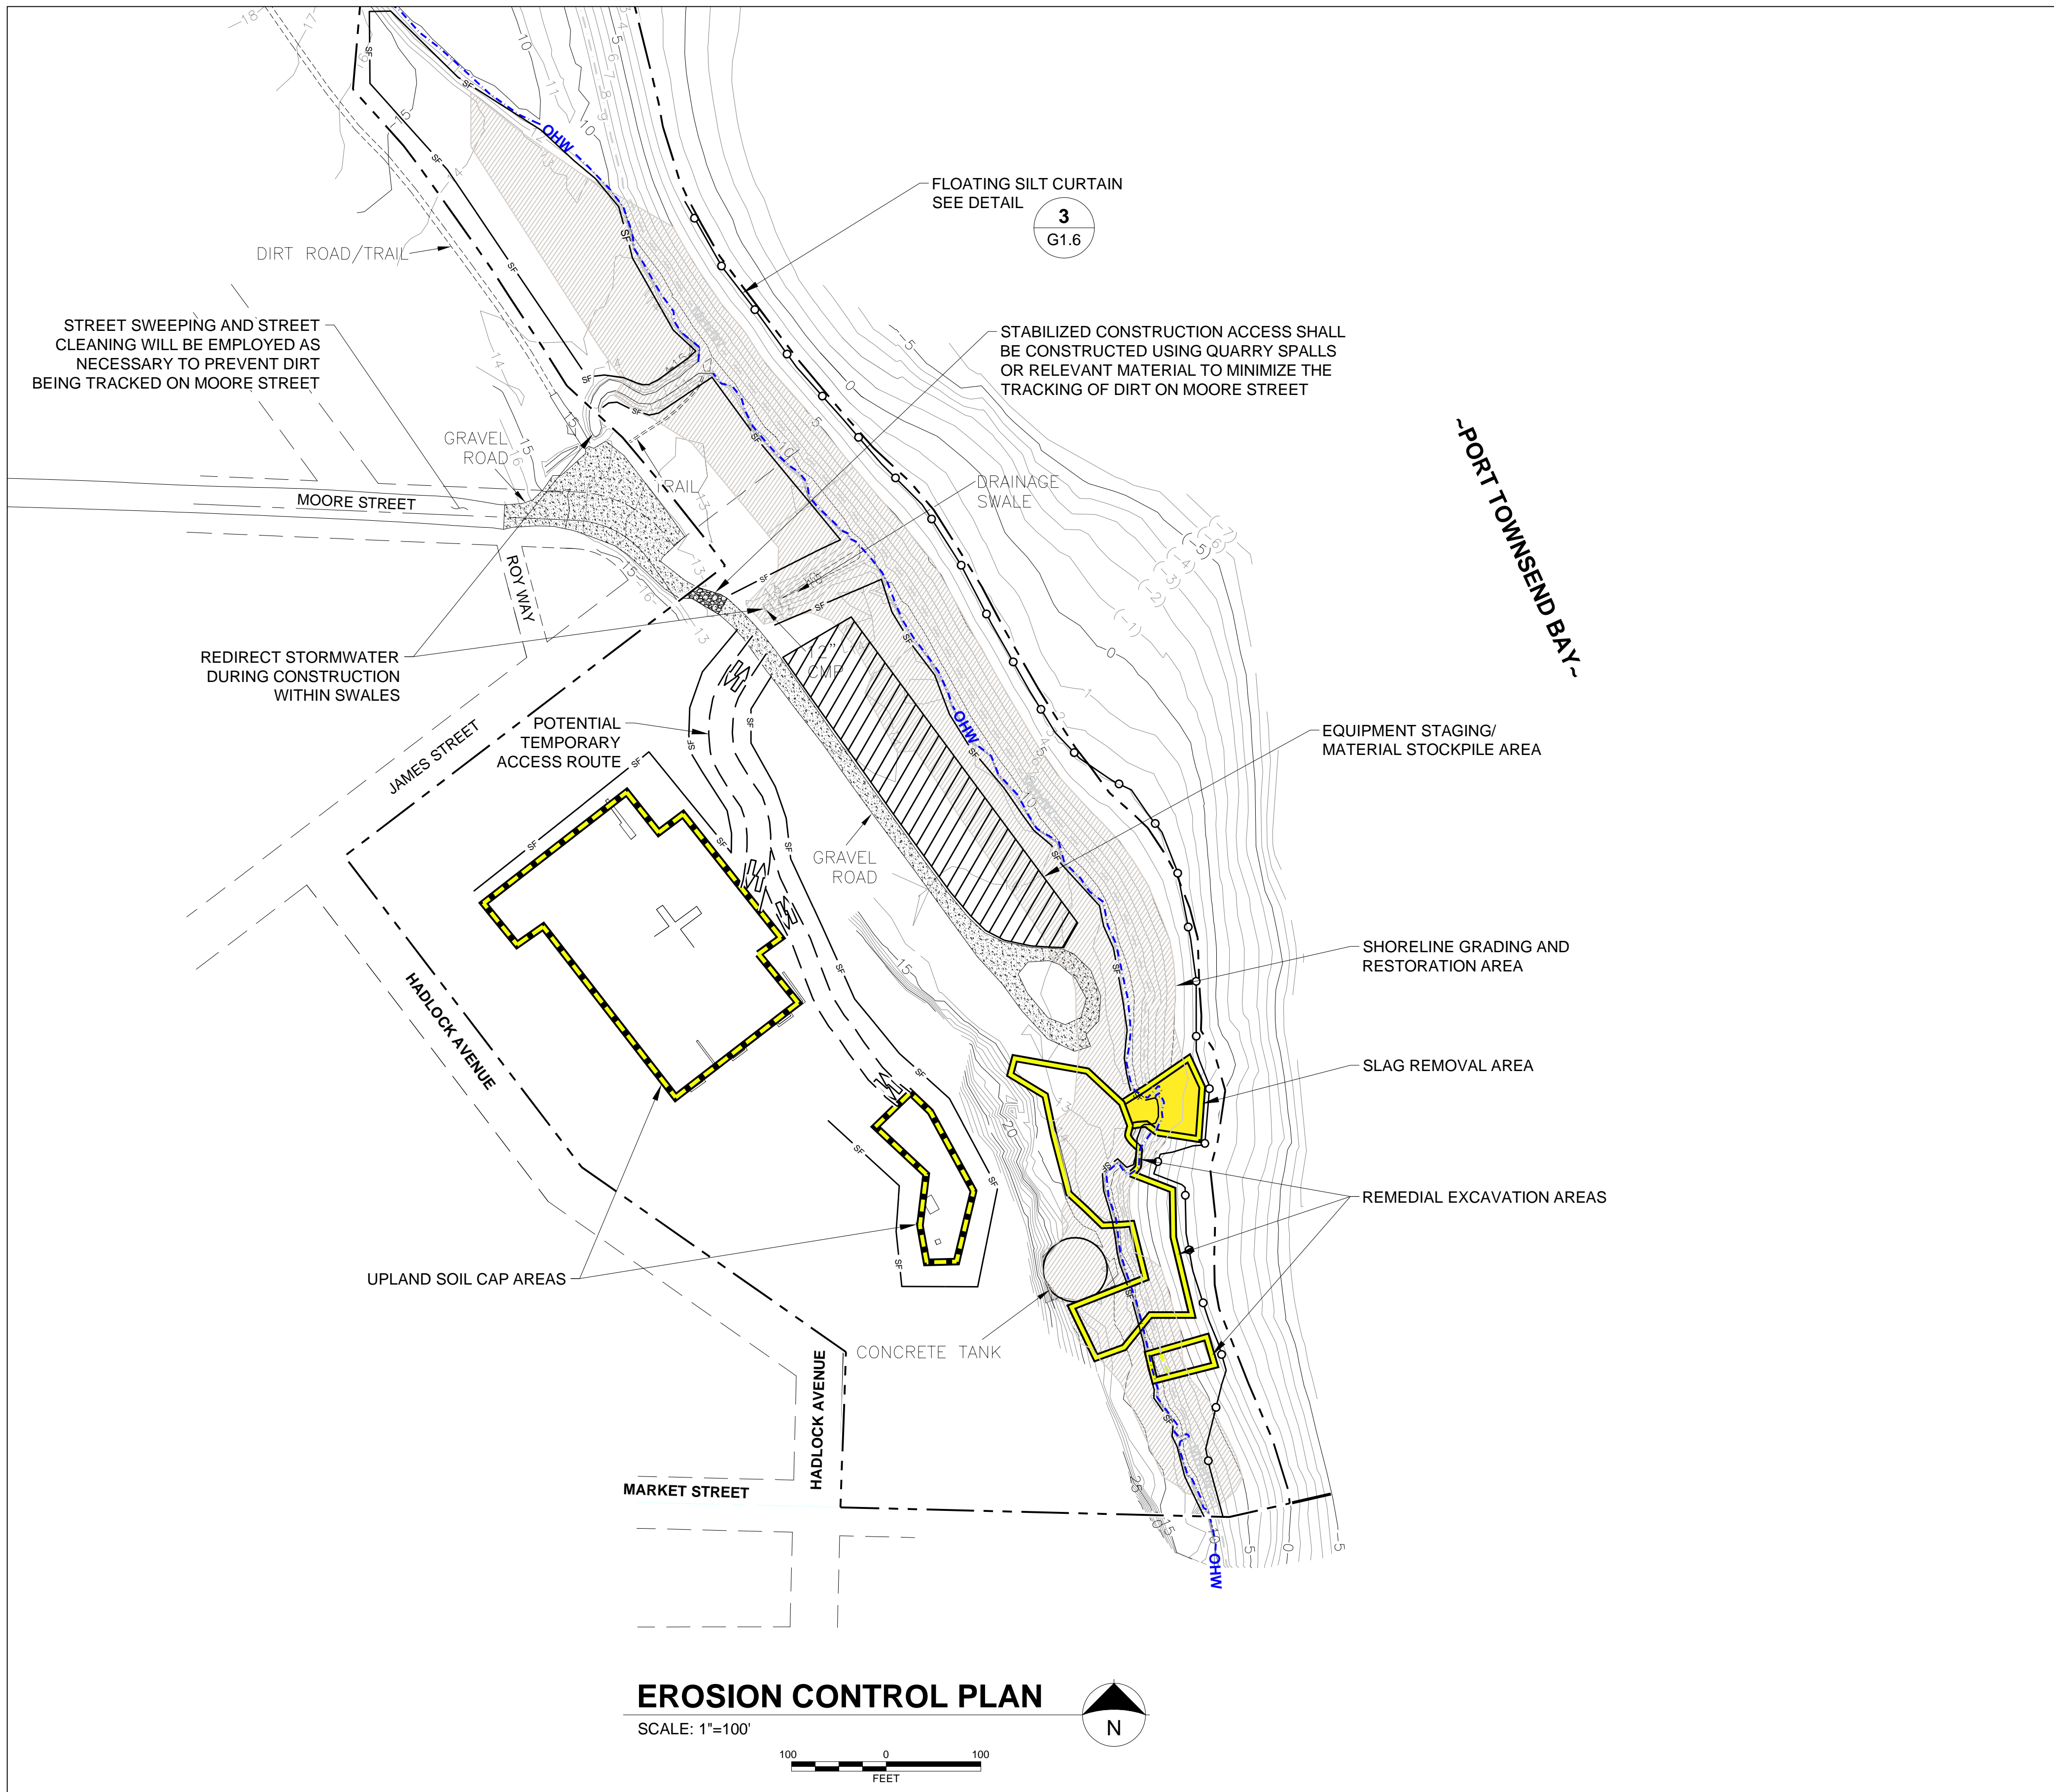 FLOATING SILT CURTAIN
SEE DETAIL
3
G1.6
OHW
DIRT ROAD/TRAIL
STREET SWEEPING AND STREET
CLEANING WILL BE EMPLOYED AS
NECESSARY TO PREVENT DIRT
BEING TRACKED ON MOORE STREET
STABILIZED CONSTRUCTION ACCESS SHALL
BE CONSTRUCTED USING QUARRY SPALLS
OR RELEVANT MATERIAL TO MINIMIZE THE
TRACKING OF DIRT ON MOORE STREET
~PORT TOWNSEND BAY~
GRAVEL
ROAD
MOORE STREET
TRAIL
DRAINAGE
SWALE
ROY WAY
REDIRECT STORMWATER
DURING CONSTRUCTION
WITHIN SWALES
12"
CMP
POTENTIAL
TEMPORARY
ACCESS ROUTE
JAMES STREET
OHW
EQUIPMENT STAGING/
MATERIAL STOCKPILE AREA
GRAVEL
ROAD
SHORELINE GRADING AND
RESTORATION AREA
HADLOCK AVENUE
SLAG REMOVAL AREA
REMEDIAL EXCAVATION AREAS
UPLAND SOIL CAP AREAS
CONCRETE TANK
HADLOCK AVENUE
MARKET STREET
OHW
EROSION CONTROL PLAN
SCALE: 1"=100'
N
100 0 100
FEET